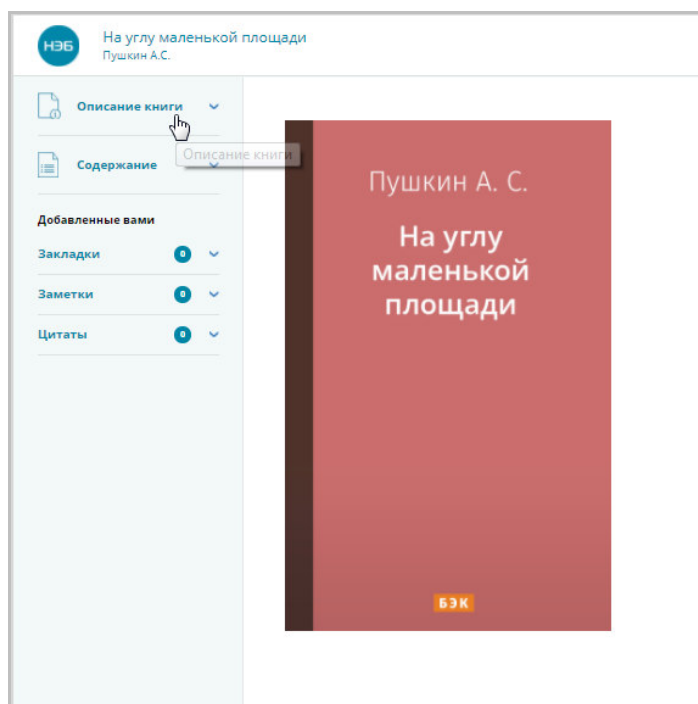 НЭБ
На углу маленькой площади
Пушкин А.С.
Описание книги
Описание книги
Содержание
Добавленные вами
Закладки 0
Заметки 0
Цитаты 0
Пушкин А. С.
На углу
маленькой
площади
БЭК